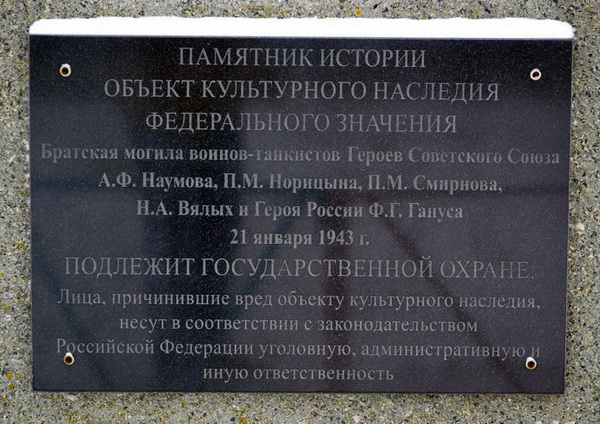 ПАМЯТНИК ИСТОРИИ
ОБЪЕКТ КУЛЬТУРНОГО НАСЛЕДИЯ
ФЕДЕРАЛЬНОГО ЗНАЧЕНИЯ
Братская могила воинов-танкистов Героев Советского Союза
А.Ф. Наумова, П.М. Норицына, П.М. Смирнова,
Н.А. Вялых и Героя России Ф.Г. Гануса
21 января 1943 г.
ПОДЛЕЖИТ ГОСУДАРСТВЕННОЙ ОХРАНЕ.
Лица, причинившие вред объекту культурного наследия,
несут в соответствии с законодательством
Российской Федерации уголовную, административную и
иную ответственность